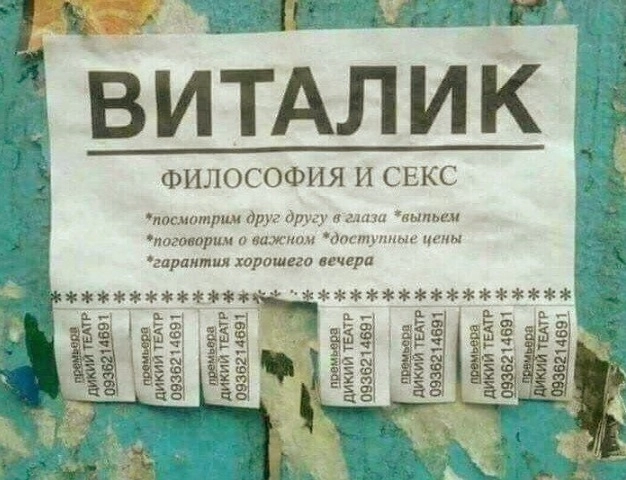 ВИТАЛИК
ФИЛОСОФИЯ И СЕКС
*посмотрим друг другу в глаза *выпьем
*поговорим о важном *доступные цены
*гарантия хорошего вечера
********************************************
премьера
ДИКИЙ ТЕАТР
0936214691
премьера
ДИКИЙ ТЕАТР
0936214691
премьера
ДИКИЙ ТЕАТР
0936214691
премьера
ДИКИЙ ТЕАТР
0936214691
премьера
ДИКИЙ ТЕАТР
0936214691
премьера
ДИКИЙ ТЕАТР
0936214691
премьера
ДИКИЙ ТЕАТР
0936214691